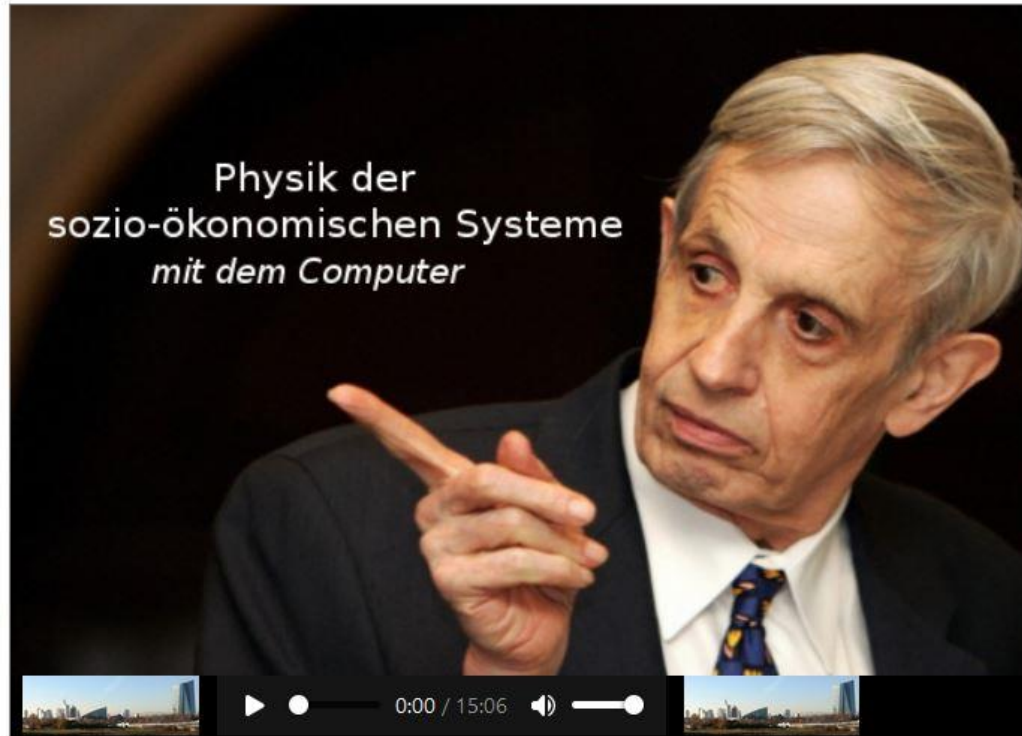 Physik der
sozio-ökonomischen Systeme
mit dem Computer
0:00 / 15:06